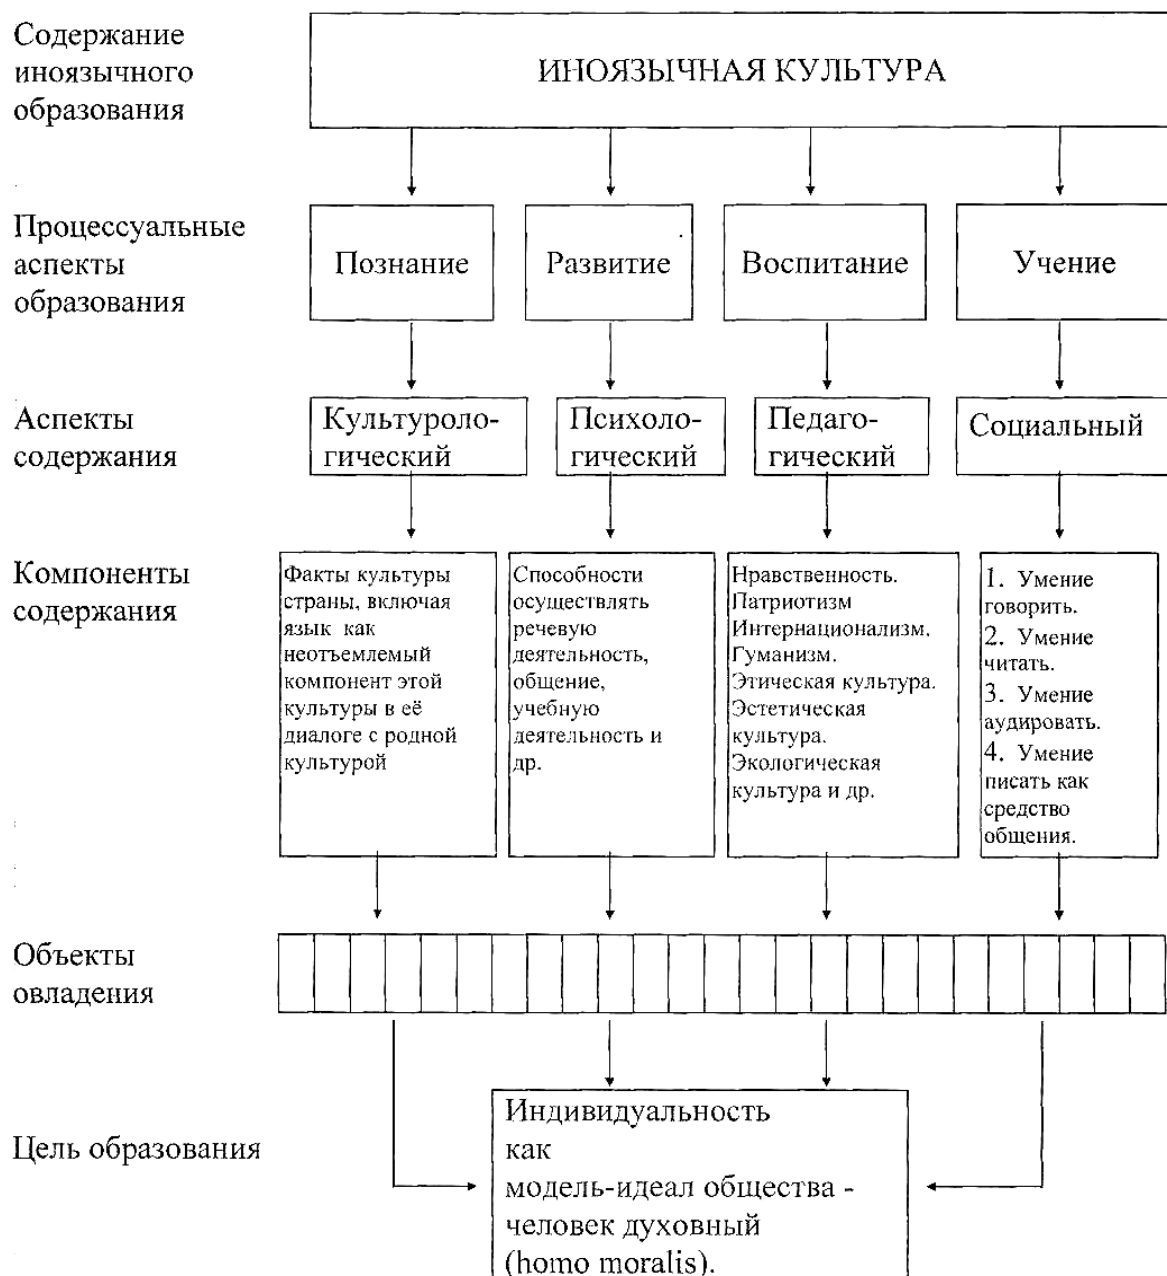 Содержание
иноязычного
образования
ИНОЯЗЫЧНАЯ КУЛЬТУРА
Процессуальные
аспекты
образования
Познание
Развитие
Воспитание
Учение
Аспекты
содержания
Культуроло-
гический
Психоло-
гический
Педаго-
гический
Социальный
Компоненты
содержания
Факты культуры
страны, включая
язык как
неотъемлемый
компонент этой
культуры в её
диалоге с родной
культурой
Способности
осуществлять
речевую
деятельность,
общение,
учебную
деятельность и
др.
Нравственность.
Патриотизм
Интернационализм.
Гуманизм.
Этическая культура.
Эстетическая
культура.
Экологическая
культура и др.
1. Умение
говорить.
2. Умение
читать.
3. Умение
аудировать.
4. Умение
писать как
средство
общения.
Объекты
овладения
Цель образования
Индивидуальность
как
модель-идеал общества -
человек духовный
(homo moralis).